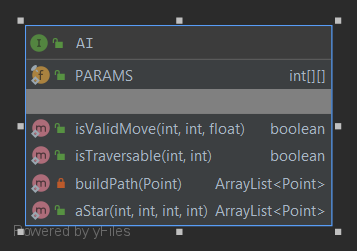 I AI
f PARAMS int[][]
m isValidMove(int, int, float) boolean
m isTraversable(int, int) boolean
m buildPath(Point) ArrayList<Point>
m aStar(int, int, int, int) ArrayList<Point>
Powered by yFiles